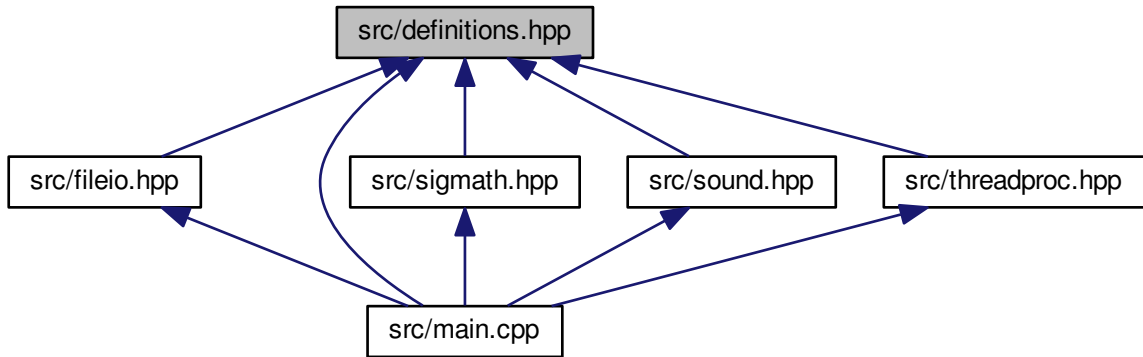 src/definitions.hpp
src/fileio.hpp
src/sigmath.hpp
src/sound.hpp
src/threadproc.hpp
src/main.cpp